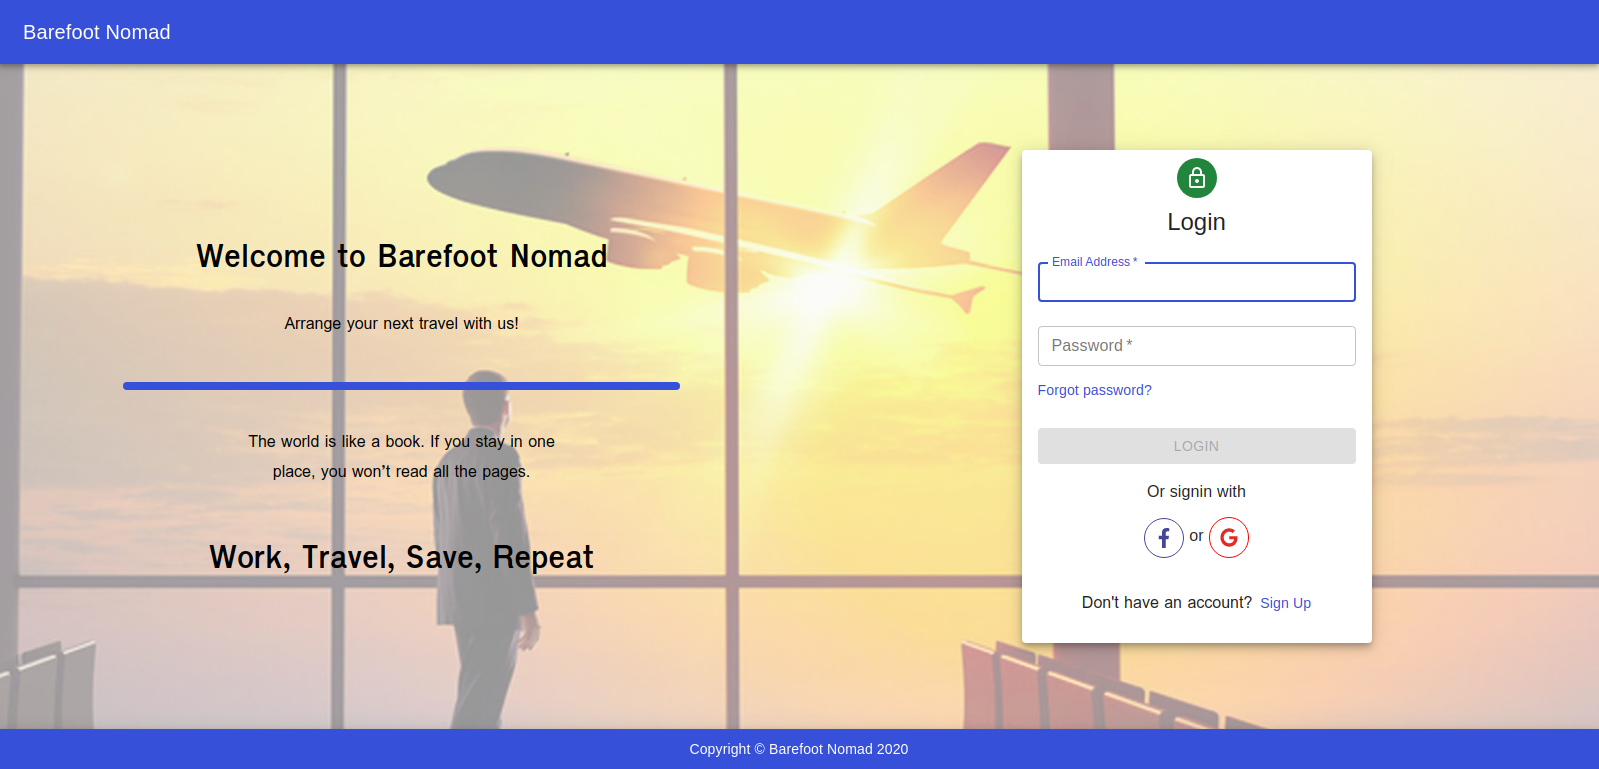 Barefoot Nomad
Welcome to Barefoot Nomad
Arrange your next travel with us!
The world is like a book. If you stay in one
place, you won't read all the pages.
Work, Travel, Save, Repeat
Login
Email Address *
Password *
Forgot password?
LOGIN
Or signin with
or
Don't have an account? Sign Up
Copyright © Barefoot Nomad 2020